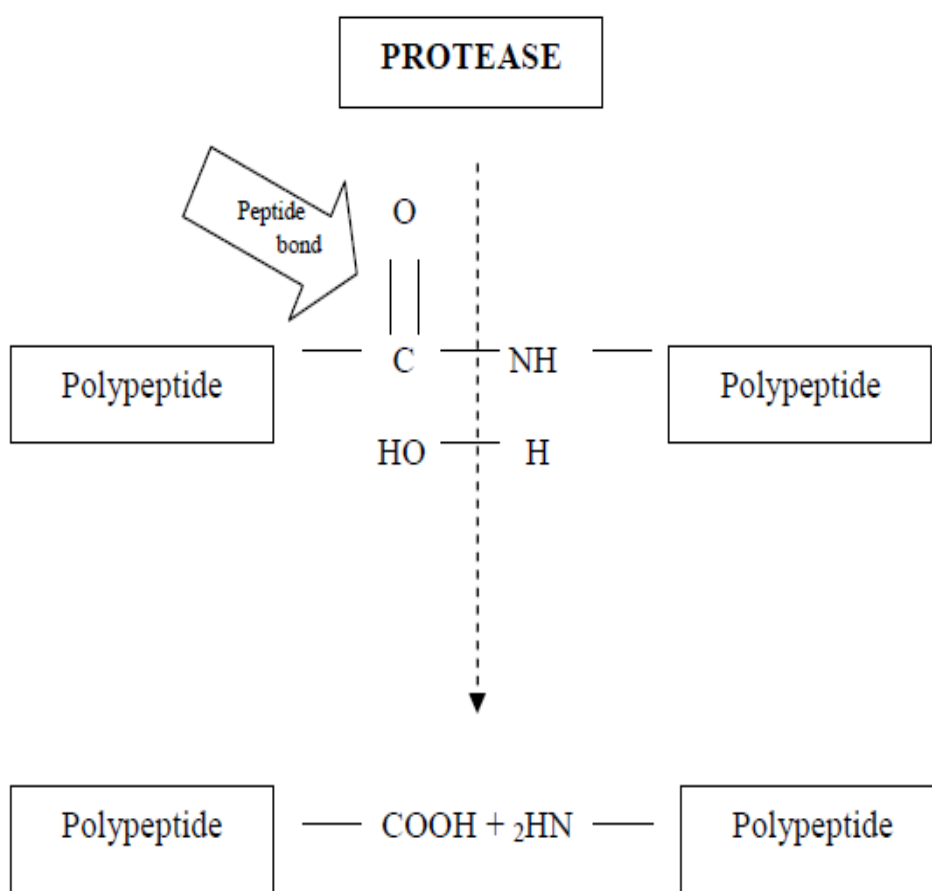 PROTEASE
Peptide
bond
O
Polypeptide
C
NH
Polypeptide
HO
H
Polypeptide
COOH + ₂HN
Polypeptide